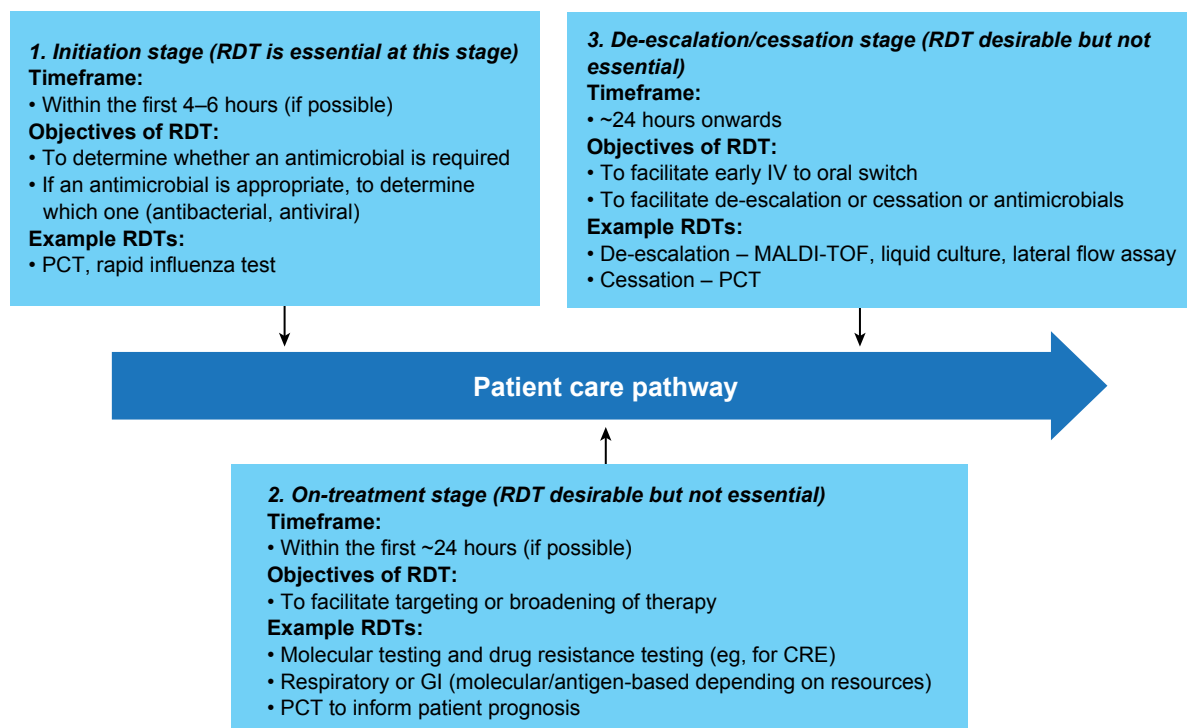 1. Initiation stage (RDT is essential at this stage)
Timeframe:
• Within the first 4–6 hours (if possible)
Objectives of RDT:
• To determine whether an antimicrobial is required
• If an antimicrobial is appropriate, to determine
which one (antibacterial, antiviral)
Example RDTs:
• PCT, rapid influenza test
3. De-escalation/cessation stage (RDT desirable but not
essential)
Timeframe:
• ~24 hours onwards
Objectives of RDT:
• To facilitate early IV to oral switch
• To facilitate de-escalation or cessation or antimicrobials
Example RDTs:
• De-escalation – MALDI-TOF, liquid culture, lateral flow assay
• Cessation – PCT
Patient care pathway
2. On-treatment stage (RDT desirable but not essential)
Timeframe:
• Within the first ~24 hours (if possible)
Objectives of RDT:
• To facilitate targeting or broadening of therapy
Example RDTs:
• Molecular testing and drug resistance testing (eg, for CRE)
• Respiratory or GI (molecular/antigen-based depending on resources)
• PCT to inform patient prognosis